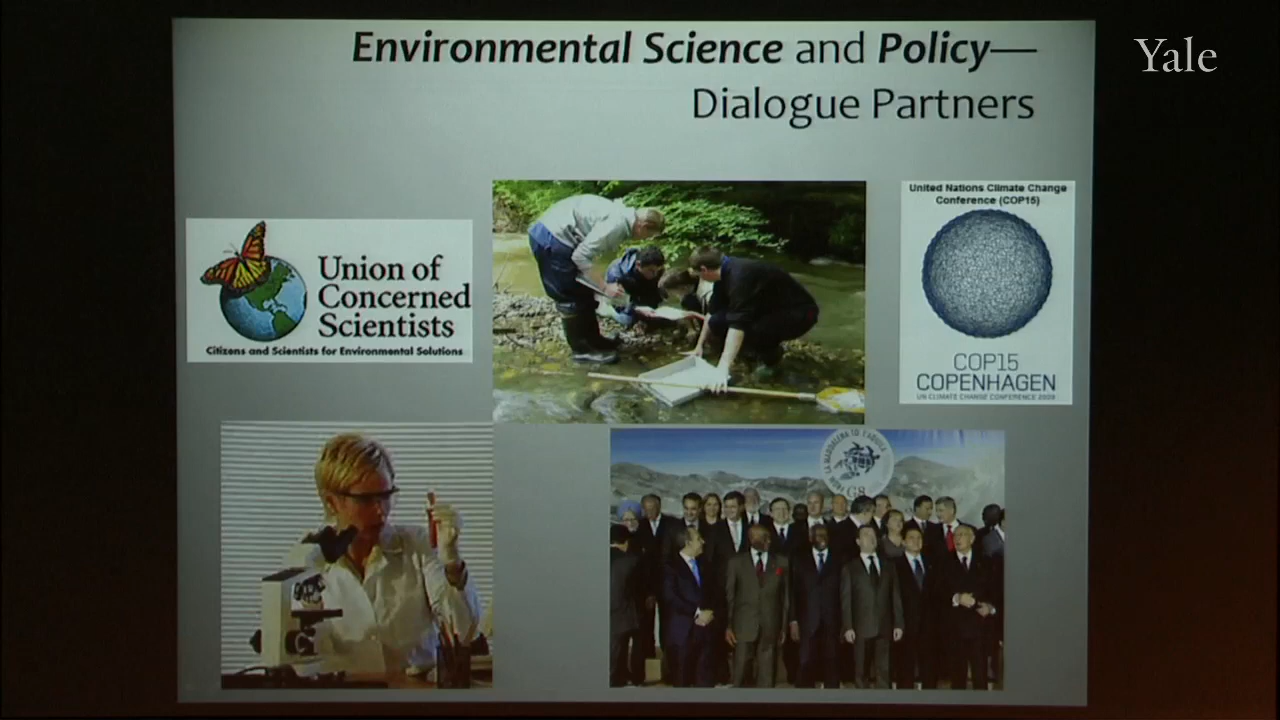 Environmental Science and Policy—
Dialogue Partners
Yale
Union of
Concerned
Scientists
Citizens and Scientists for Environmental Solutions
United Nations Climate Change
Conference (COP15)
COP15
COPENHAGEN
UN CLIMATE CHANGE CONFERENCE 2009
G8